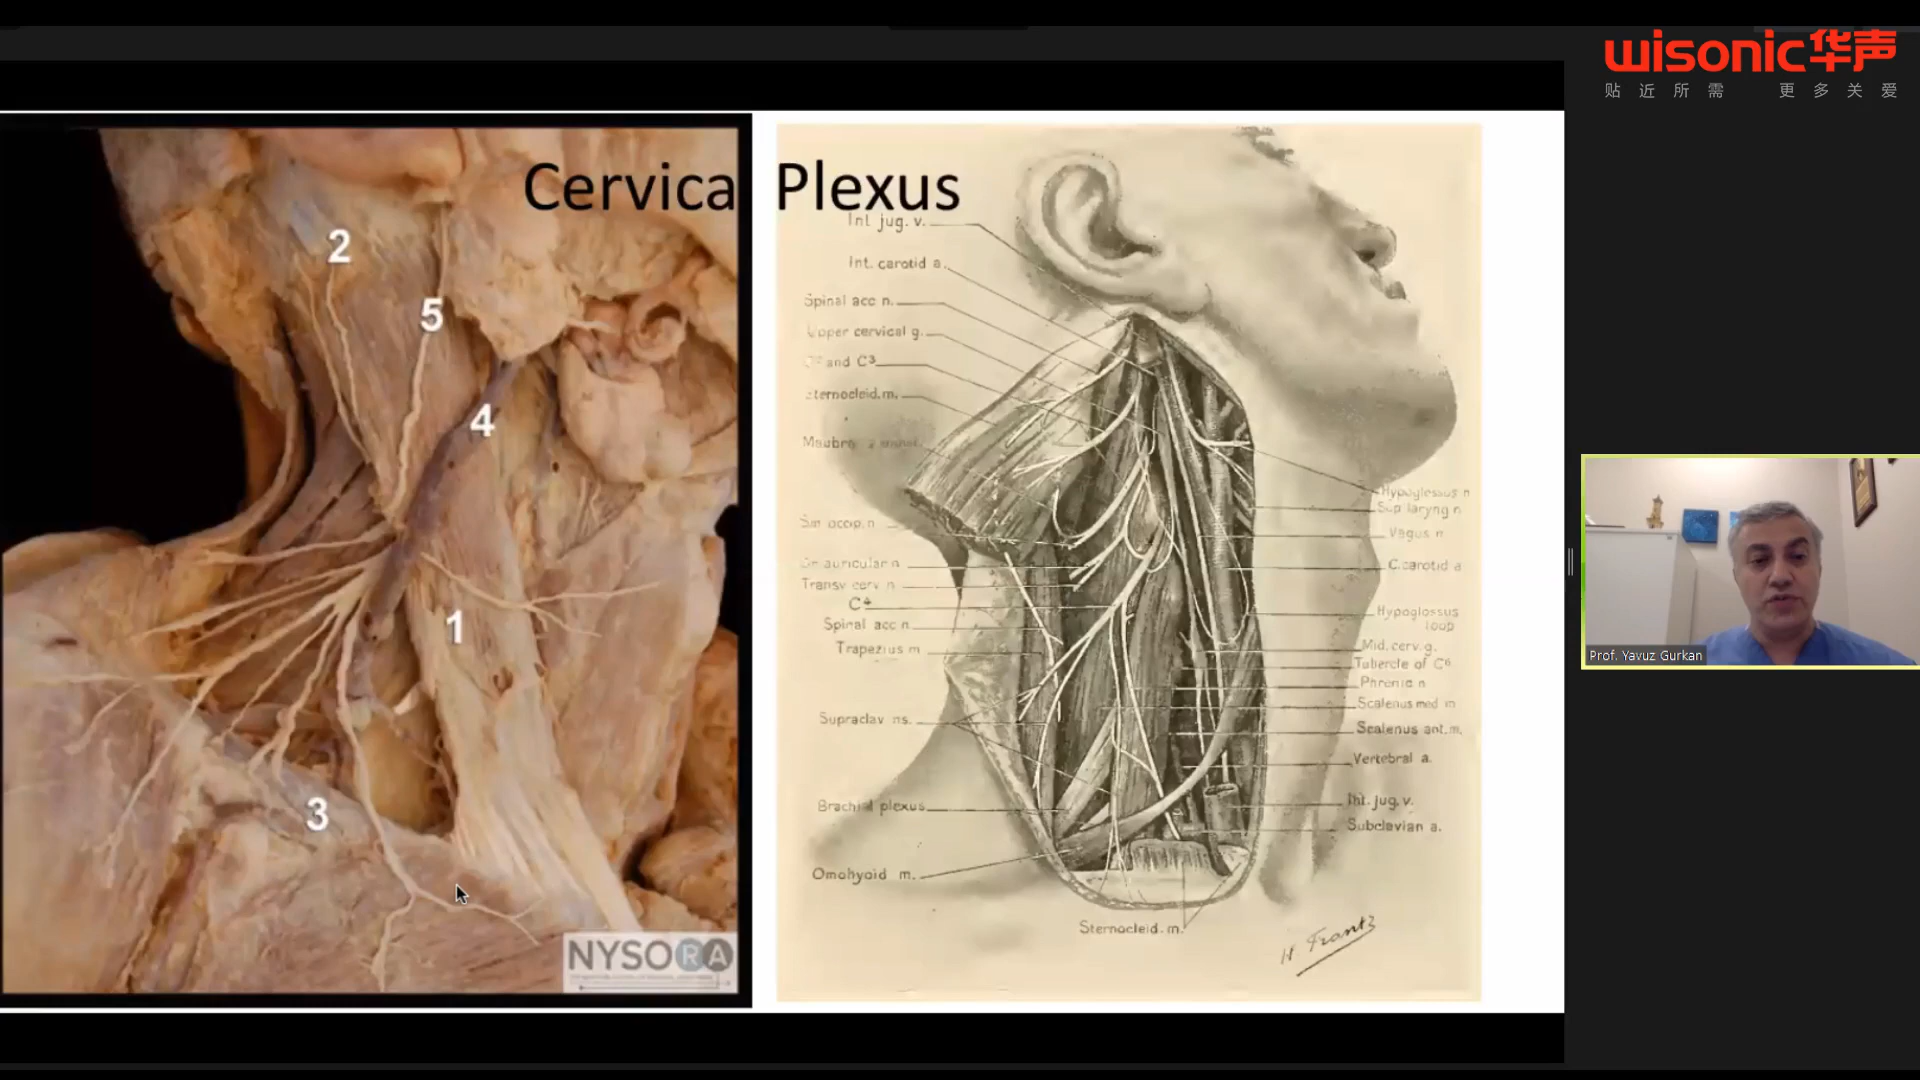 wisonic华声
贴近所需 更多关爱
Cervica Plexus
2
5
4
1
3
NYSORA
Int jug. v.
Int. carotid a.
Spinal acc n.
Upper cervical g.
and C3
Sternocleid. m.
Gr auricular n
Transv cerv n
C4
Spinal acc n.
Trapezius m
Supraclav ns.
Brachial plexus
Omohyoid m.
Sternocleid. m.
Hypoglossus n
Sup laryng n
Vagus n
C. carotid a
Hypoglossus
loop
Mid. cerv. g.
Tubercle of C6
Phrenic n
Scalenus med m
Scalenus ant. m.
Vertebral a.
Int. jug. v.
Subclavian a.
Frantz
Prof. Yavuz Gurkan